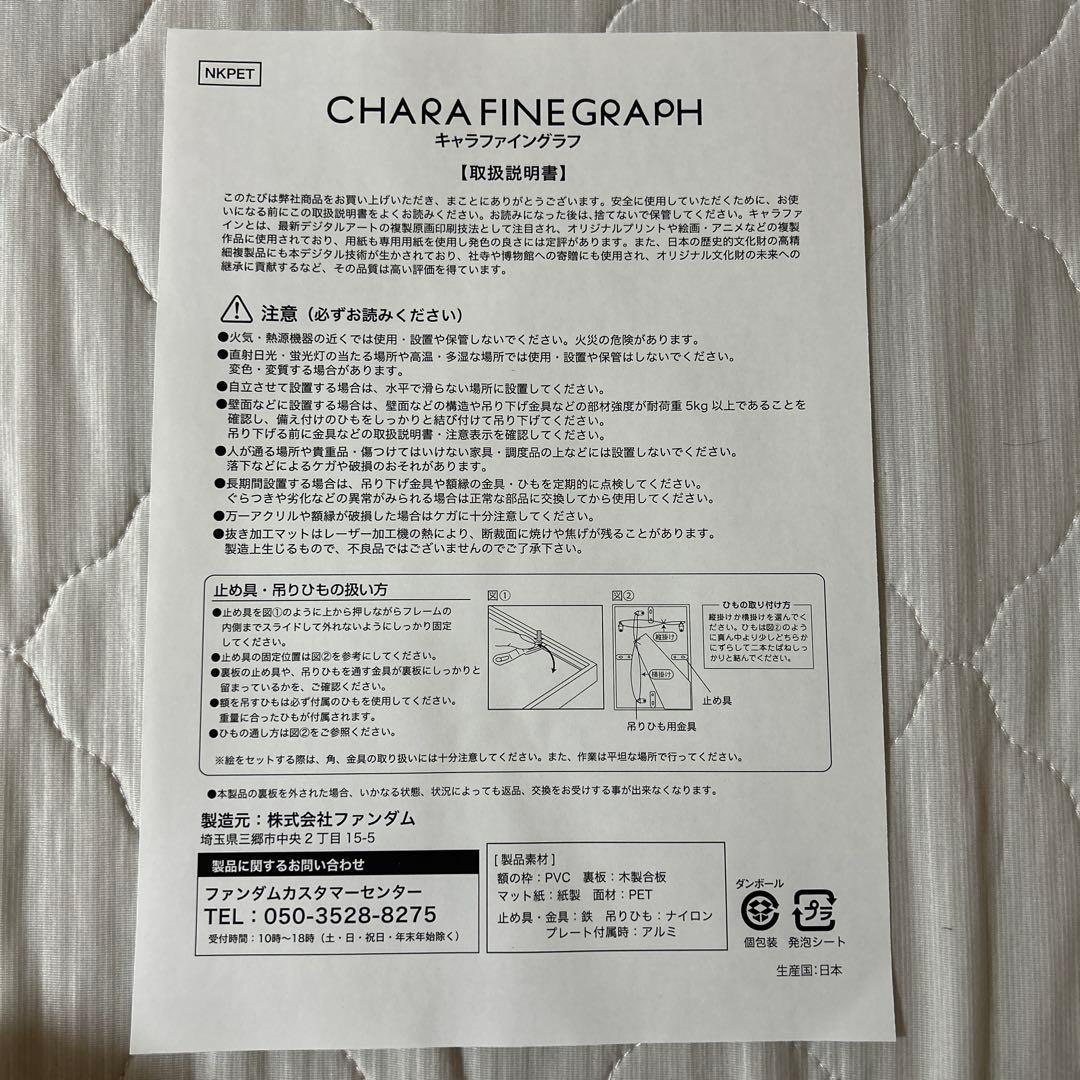 NKPET
CHARA FINE GRAPH
キャラファイングラフ
【取扱説明書】
このたびは弊社商品をお買い上げいただき、まことにありがとうございます。安全に使用していただくために、お使
いになる前にこの取扱説明書をよくお読みください。お読みになった後は、捨てないで保管してください。キャラファ
インとは、最新デジタルアートの複製原画印刷技法として注目され、オリジナルプリントや絵画・アニメなどの複製
作品に使用されており、用紙も専用用紙を使用し発色の良さには定評があります。また、日本の歴史的文化財の高精
細複製品にも本デジタル技術が生かされており、社寺や博物館への寄贈にも使用され、オリジナル文化財の未来への
継承に貢献するなど、その品質は高い評価を得ています。
注意（必ずお読みください）
●火気・熱源機器の近くでは使用・設置や保管しないでください。火災の危険があります。
●直射日光・蛍光灯の当たる場所や高温・多湿な場所では使用・設置や保管はしないでください。
変色・変質する場合があります。
●自立させて設置する場合は、水平で滑らない場所に設置してください。
●壁面などに設置する場合は、壁面などの構造や吊り下げ金具などの部材強度が耐荷重5kg以上であることを
確認し、備え付けのひもをしっかりと結び付けて吊り下げてください。
吊り下げる前に金具などの取扱説明書・注意表示を確認してください。
●人が通る場所や貴重品・傷つけてはいけない家具・調度品の上などには設置しないでください。
落下などによるケガや破損のおそれがあります。
●長期間設置する場合は、吊り下げ金具や額縁の金具・ひもを定期的に点検してください。
ぐらつきや劣化などの異常がみられる場合は正常な部品に交換してから使用してください。
●万一アクリルや額縁が破損した場合はケガに十分注意してください。
●抜き加工マットはレーザー加工機の熱により、断裁面に焼けや焦げが残ることがあります。
製造上生じるもので、不良品ではございませんのでご了承下さい。
止め具・吊りひもの扱い方
●止め具を図①のように上から押しながらフレームの
内側までスライドして外れないようにしっかり固定
してください。
●止め具の固定位置は図②を参考にしてください。
●裏板の止め具や、吊りひもを通す金具が裏板にしっかりと
留まっているかを、ご確認ください。
●額を吊すひもは必ず付属のひもを使用してください。
重量に合ったひもが付属されます。
●ひもの通し方は図②をご参照ください。
図①
図②
縦掛け
横掛け
止め具
吊りひも用金具
ひもの取り付け方
縦掛けか横掛けを選んでく
ださい。ひもは図②のよう
に真ん中より少しどちらか
にずらして二本たばねしっ
かりと結んでください。
※絵をセットする際は、角、金具の取り扱いには十分注意してください。また、作業は平坦な場所で行ってください。
●本製品の裏板を外された場合、いかなる状態、状況によっても返品、交換をお受けする事が出来なくなります。
製造元：株式会社ファンダム
埼玉県三郷市中央2丁目15-5
製品に関するお問い合わせ
ファンダムカスタマーセンター
TEL：050-3528-8275
受付時間：10時～18時（土・日・祝日・年末年始除く）
[製品素材]
額の枠：PVC 裏板：木製合板
マット紙：紙製 面材：PET
止め具・金具：鉄 吊りひも：ナイロン
プレート付属時：アルミ
ダンボール
プラ
個包装 発泡シート
生産国：日本